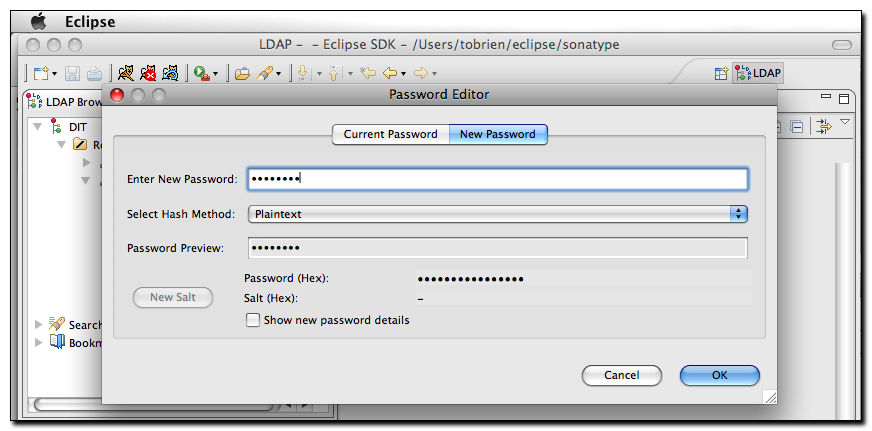 Eclipse
LDAP - - Eclipse SDK - /Users/tobrien/eclipse/sonatype
LDAP
LDAP Brow
Password Editor
DIT
Current Password New Password
Enter New Password: ••••••••
Select Hash Method: Plaintext
Password Preview: ••••••••
Password (Hex): ••••••••••••••••
New Salt
Salt (Hex): –
Show new password details
Search
Bookm
Cancel OK